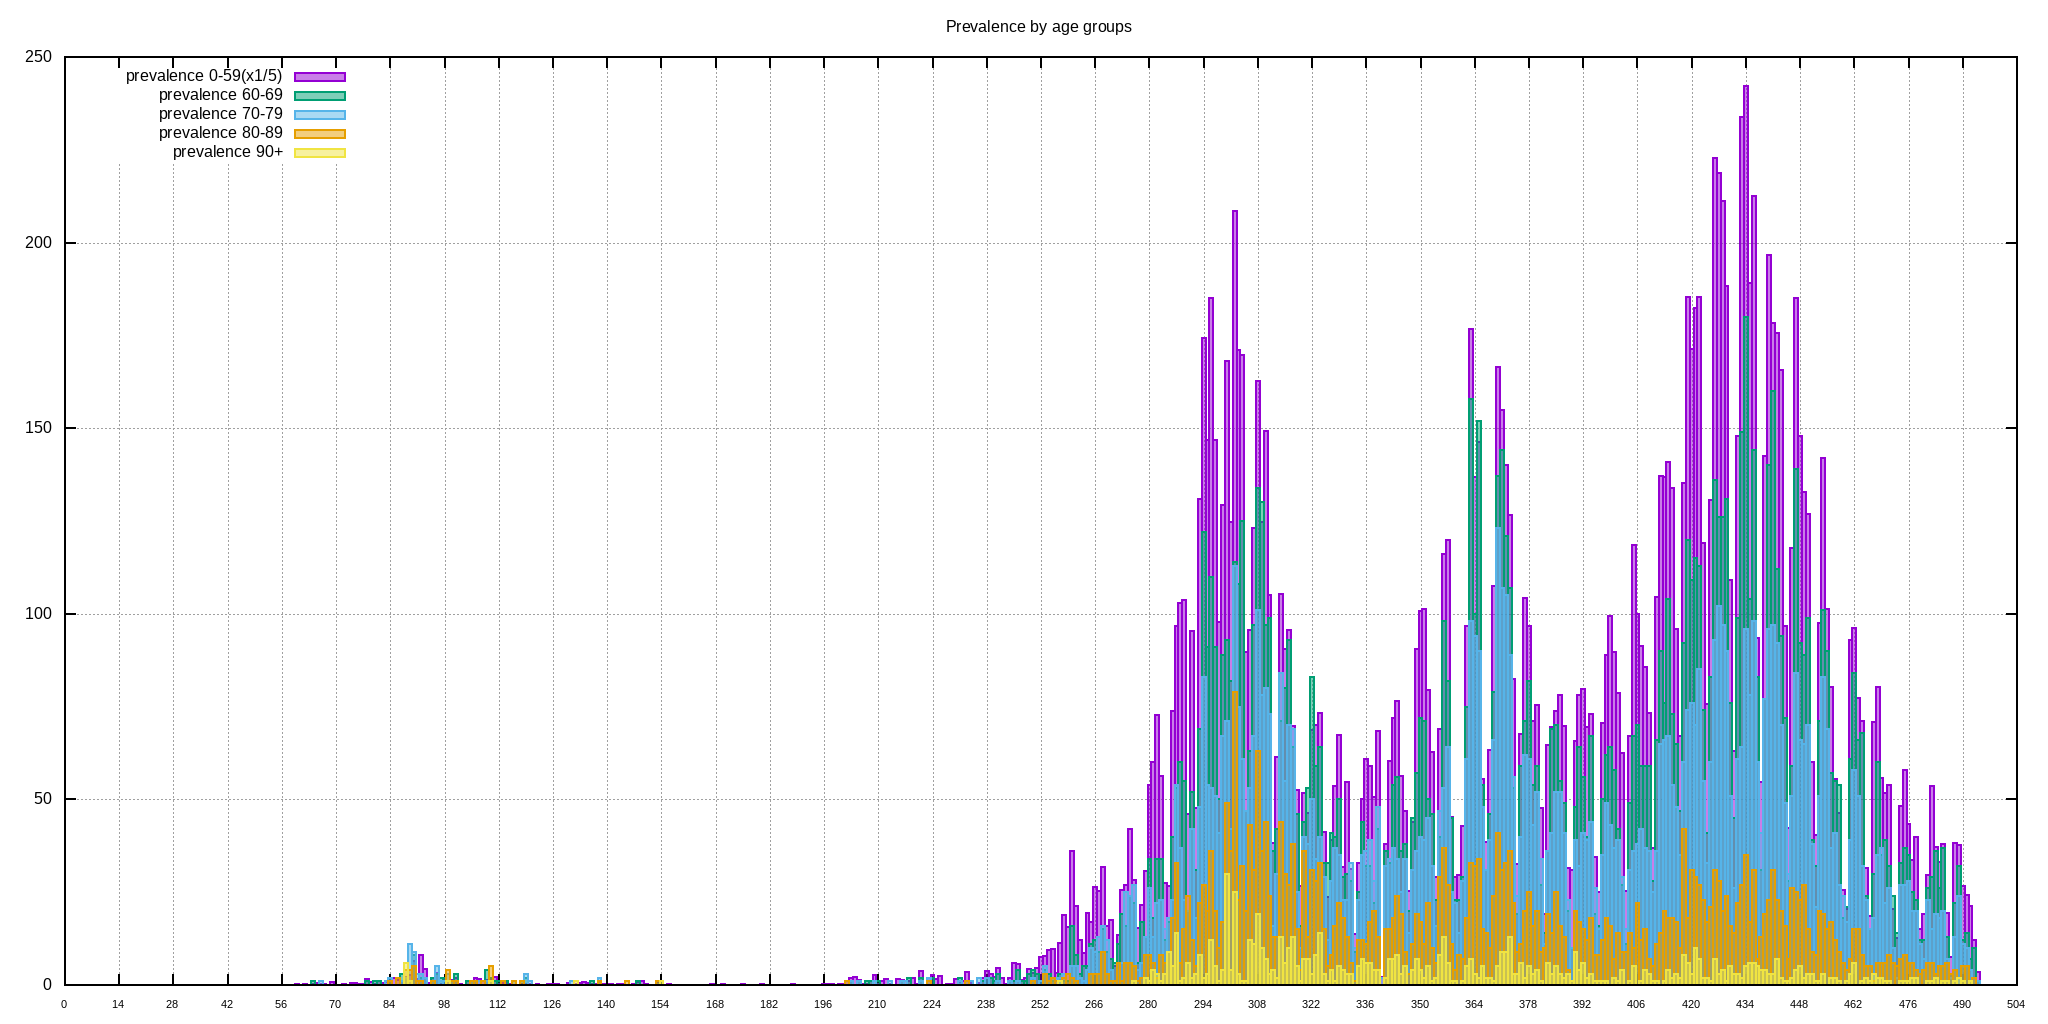 Prevalence by age groups
250
200
150
100
50
0
prevalence 0-59(x1/5)
prevalence 60-69
prevalence 70-79
prevalence 80-89
prevalence 90+
0 14 28 42 56 70 84 98 112 126 140 154 168 182 196 210 224 238 252 266 280 294 308 322 336 350 364 378 392 406 420 434 448 462 476 490 504